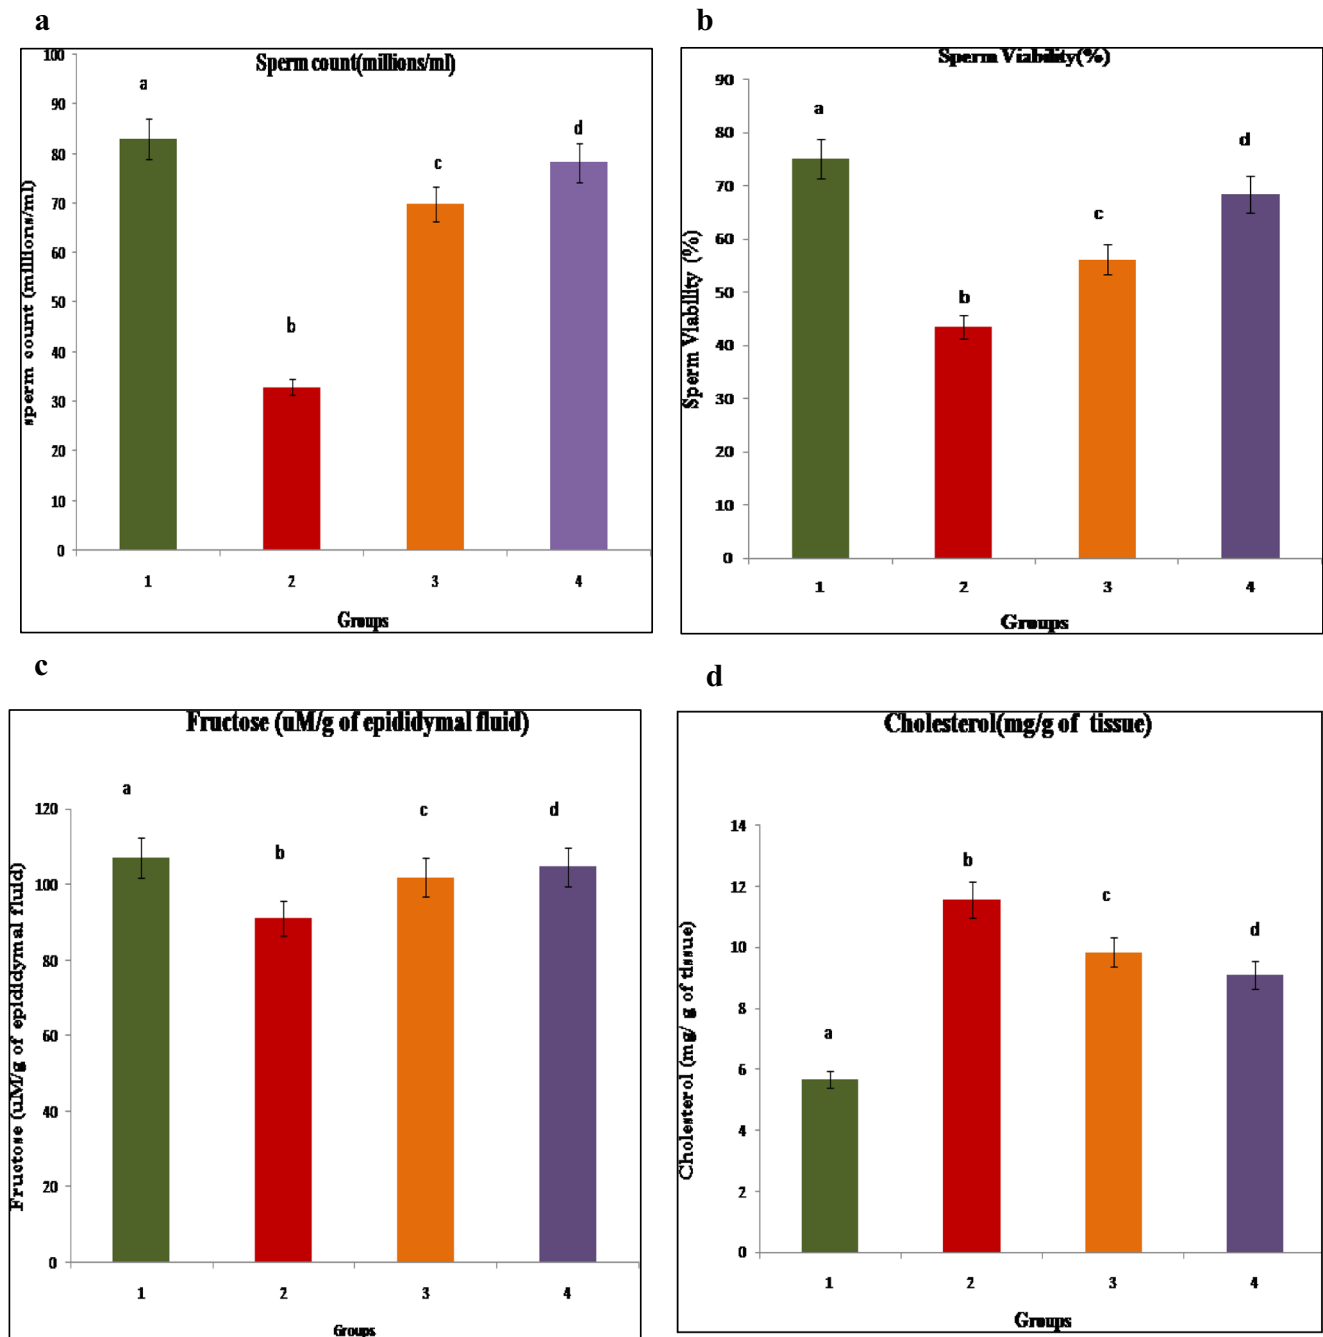 a
Sperm count(millions/ml)
sperm count (millions/ml)
100
90
80
70
60
50
40
30
20
10
0
a
b
c
d
1 2 3 4
Groups
b
Sperm Viability(%)
Sperm Viability (%)
90
80
70
60
50
40
30
20
10
0
a
b
c
d
1 2 3 4
Groups
c
Fructose (uM/g of epididymal fluid)
Fructose (uM/g of epididymal fluid)
120
100
80
60
40
20
0
a
b
c
d
1 2 3 4
Groups
d
Cholesterol(mg/g of tissue)
Cholesterol (mg/ g of tissue)
14
12
10
8
6
4
2
0
a
b
c
d
1 2 3 4
Groups